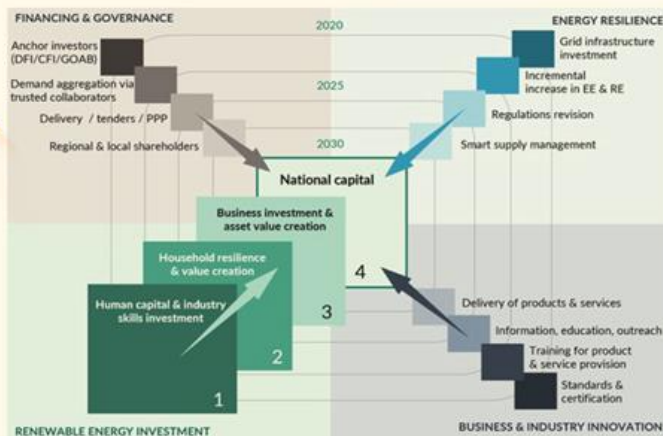 FINANCING & GOVERNANCE
Anchor investors
(DFI/CFI/GOAB)
Demand aggregation via
trusted collaborators
Delivery / tenders / PPP
Regional & local shareholders
2020
2025
2030
ENERGY RESILIENCE
Grid infrastructure
investment
Incremental
increase in EE & RE
Regulations revision
Smart supply management
National capital
4
Business investment &
asset value creation
3
Household resilience
& value creation
2
Human capital & industry
skills investment
1
RENEWABLE ENERGY INVESTMENT
Delivery of products & services
Information, education, outreach
Training for product
& service provision
Standards &
certification
BUSINESS & INDUSTRY INNOVATION